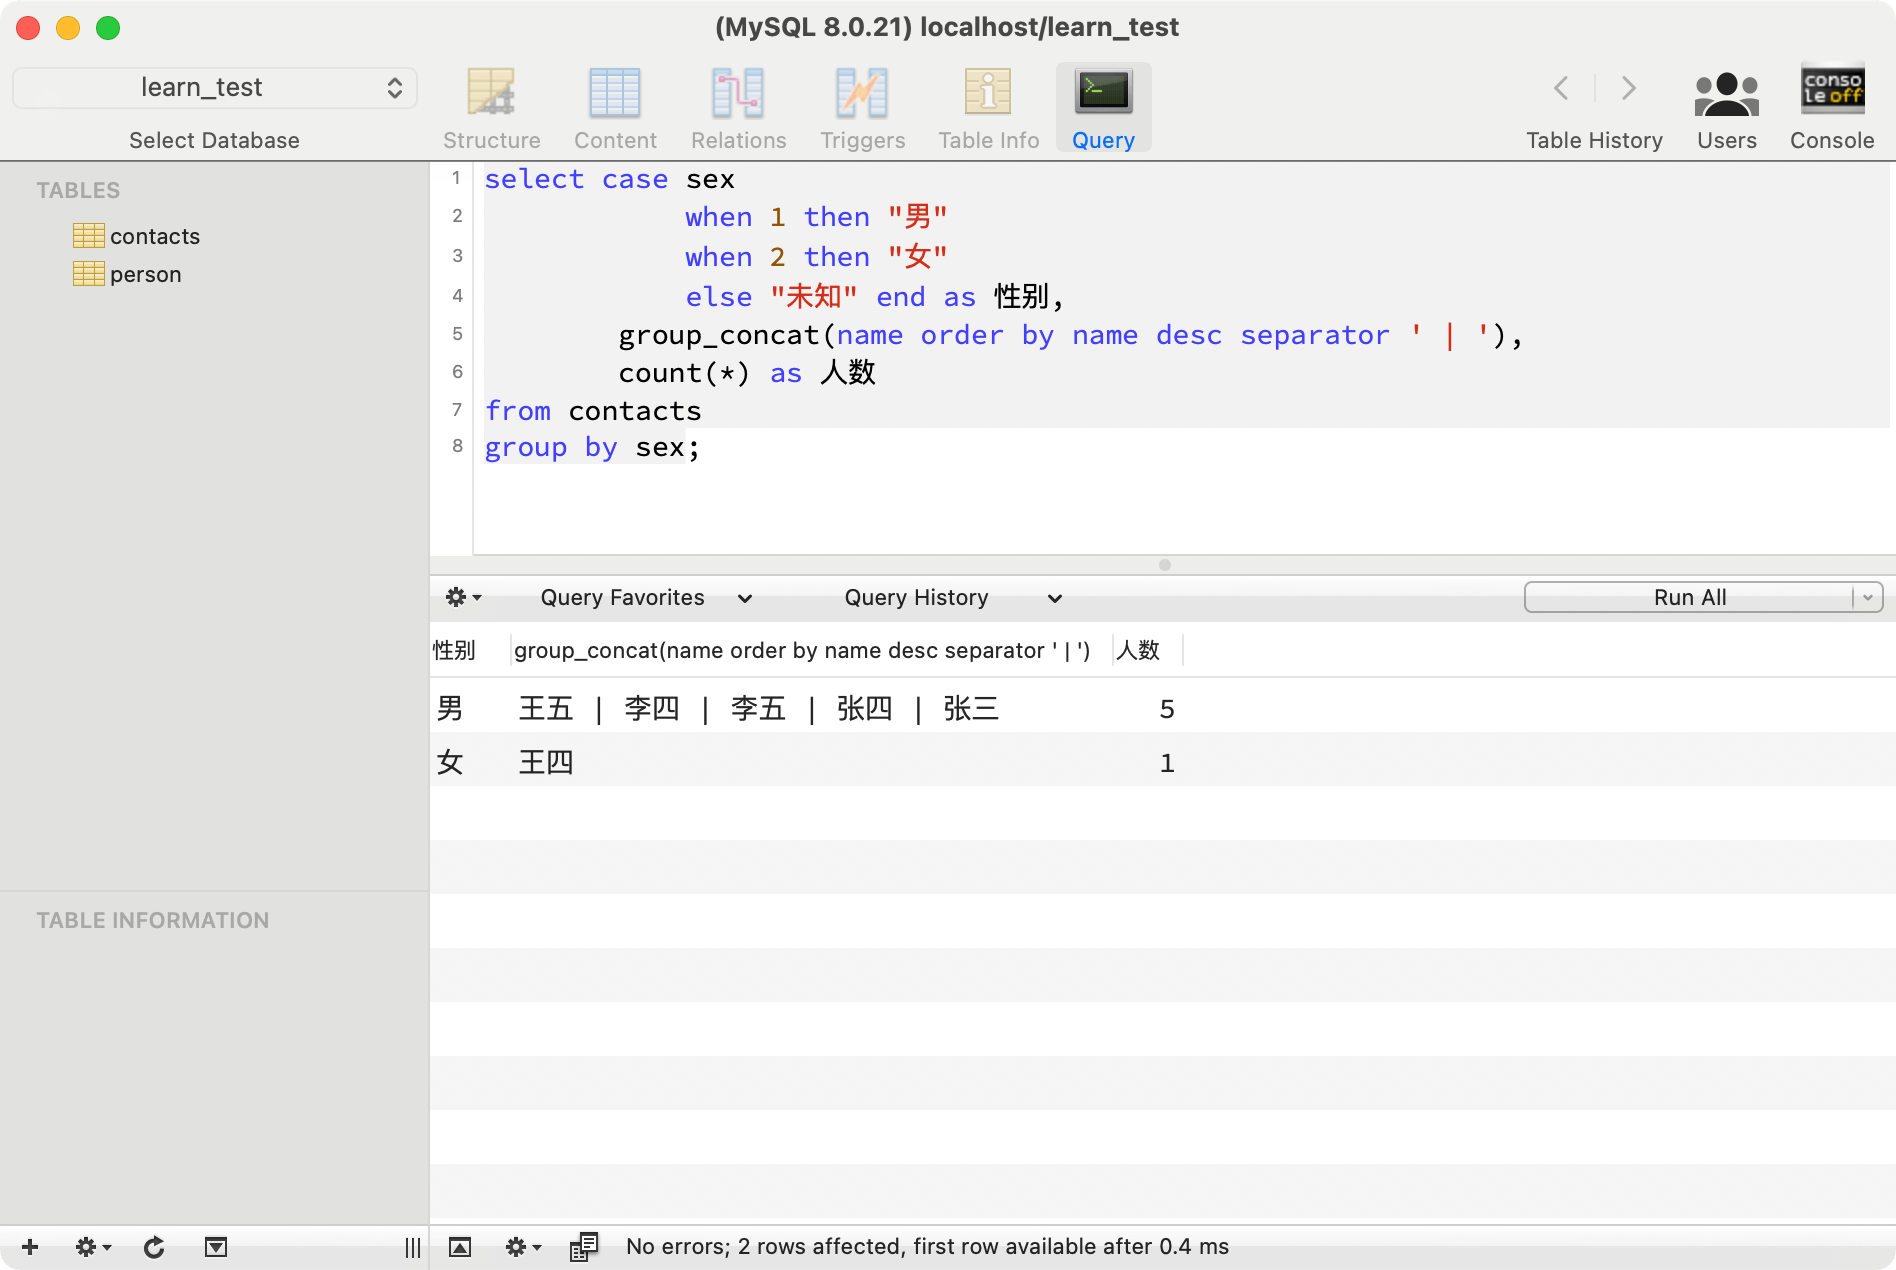 (MySQL 8.0.21) localhost/learn_test
learn_test
Select Database
Structure
Content
Relations
Triggers
Table Info
Query
Table History
Users
conso
le off
Console
TABLES
contacts
person
TABLE INFORMATION
1 select case sex
2 when 1 then "男"
3 when 2 then "女"
4 else "未知" end as 性别,
5 group_concat(name order by name desc separator ' | '),
6 count(*) as 人数
7 from contacts
8 group by sex;
Query Favorites
Query History
Run All
性别 group_concat(name order by name desc separator ' | ') 人数
男 王五 | 李四 | 李五 | 张四 | 张三 5
女 王四 1
No errors; 2 rows affected, first row available after 0.4 ms